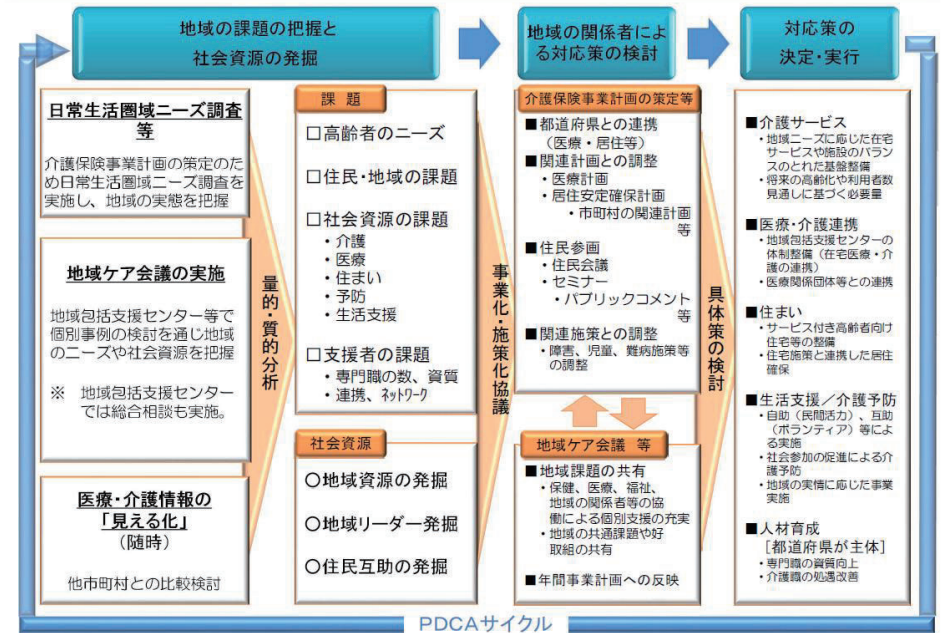 地域の課題の把握と
社会資源の発掘
地域の関係者によ
る対応策の検討
対応策の
決定・実行
日常生活圏域ニーズ調査
等
介護保険事業計画の策定のた
め日常生活圏域ニーズ調査を
実施し、地域の実態を把握
地域ケア会議の実施
地域包括支援センター等で
個別事例の検討を通じ地域
のニーズや社会資源を把握
※　地域包括支援センター
では総合相談も実施。
医療・介護情報の
「見える化」
（随時）
他市町村との比較検討
量的・質的分析
課　題
□高齢者のニーズ
□住民・地域の課題
□社会資源の課題
・介護
・医療
・住まい
・予防
・生活支援
□支援者の課題
・専門職の数、資質
・連携、ネットワーク
社会資源
○地域資源の発掘
○地域リーダー発掘
○住民互助の発掘
事業化・施策化協議
介護保険事業計画の策定等
■都道府県との連携
（医療・居住等）
■関連計画との調整
・医療計画
・居住安定確保計画
・市町村の関連計画
等
■住民参画
・住民会議
・セミナー
・パブリックコメント
等
■関連施策との調整
・障害、児童、難病施策等
の調整
地域ケア会議　等
■地域課題の共有
・保健、医療、福祉、
地域の関係者等の協
働による個別支援の充実
・地域の共通課題や好
取組の共有
■年間事業計画への反映
具体策の検討
■介護サービス
・地域ニーズに応じた在宅
サービスや施設のバランス
のとれた基盤整備
・将来の高齢化や利用者数
見通しに基づく必要量
■医療・介護連携
・地域包括支援センターの
体制整備（在宅医療・介
護の連携）
・医療関係団体等との連携
■住まい
・サービス付き高齢者向け
住宅等の整備
・住宅施策と連携した居住
確保
■生活支援／介護予防
・自助（民間活力）、互助
（ボランティア）等によ
る実施
・社会参加の促進による介
護予防
・地域の実情に応じた事業
実施
■人材育成
［都道府県が主体］
・専門職の資質向上
・介護職の処遇改善
PDCAサイクル